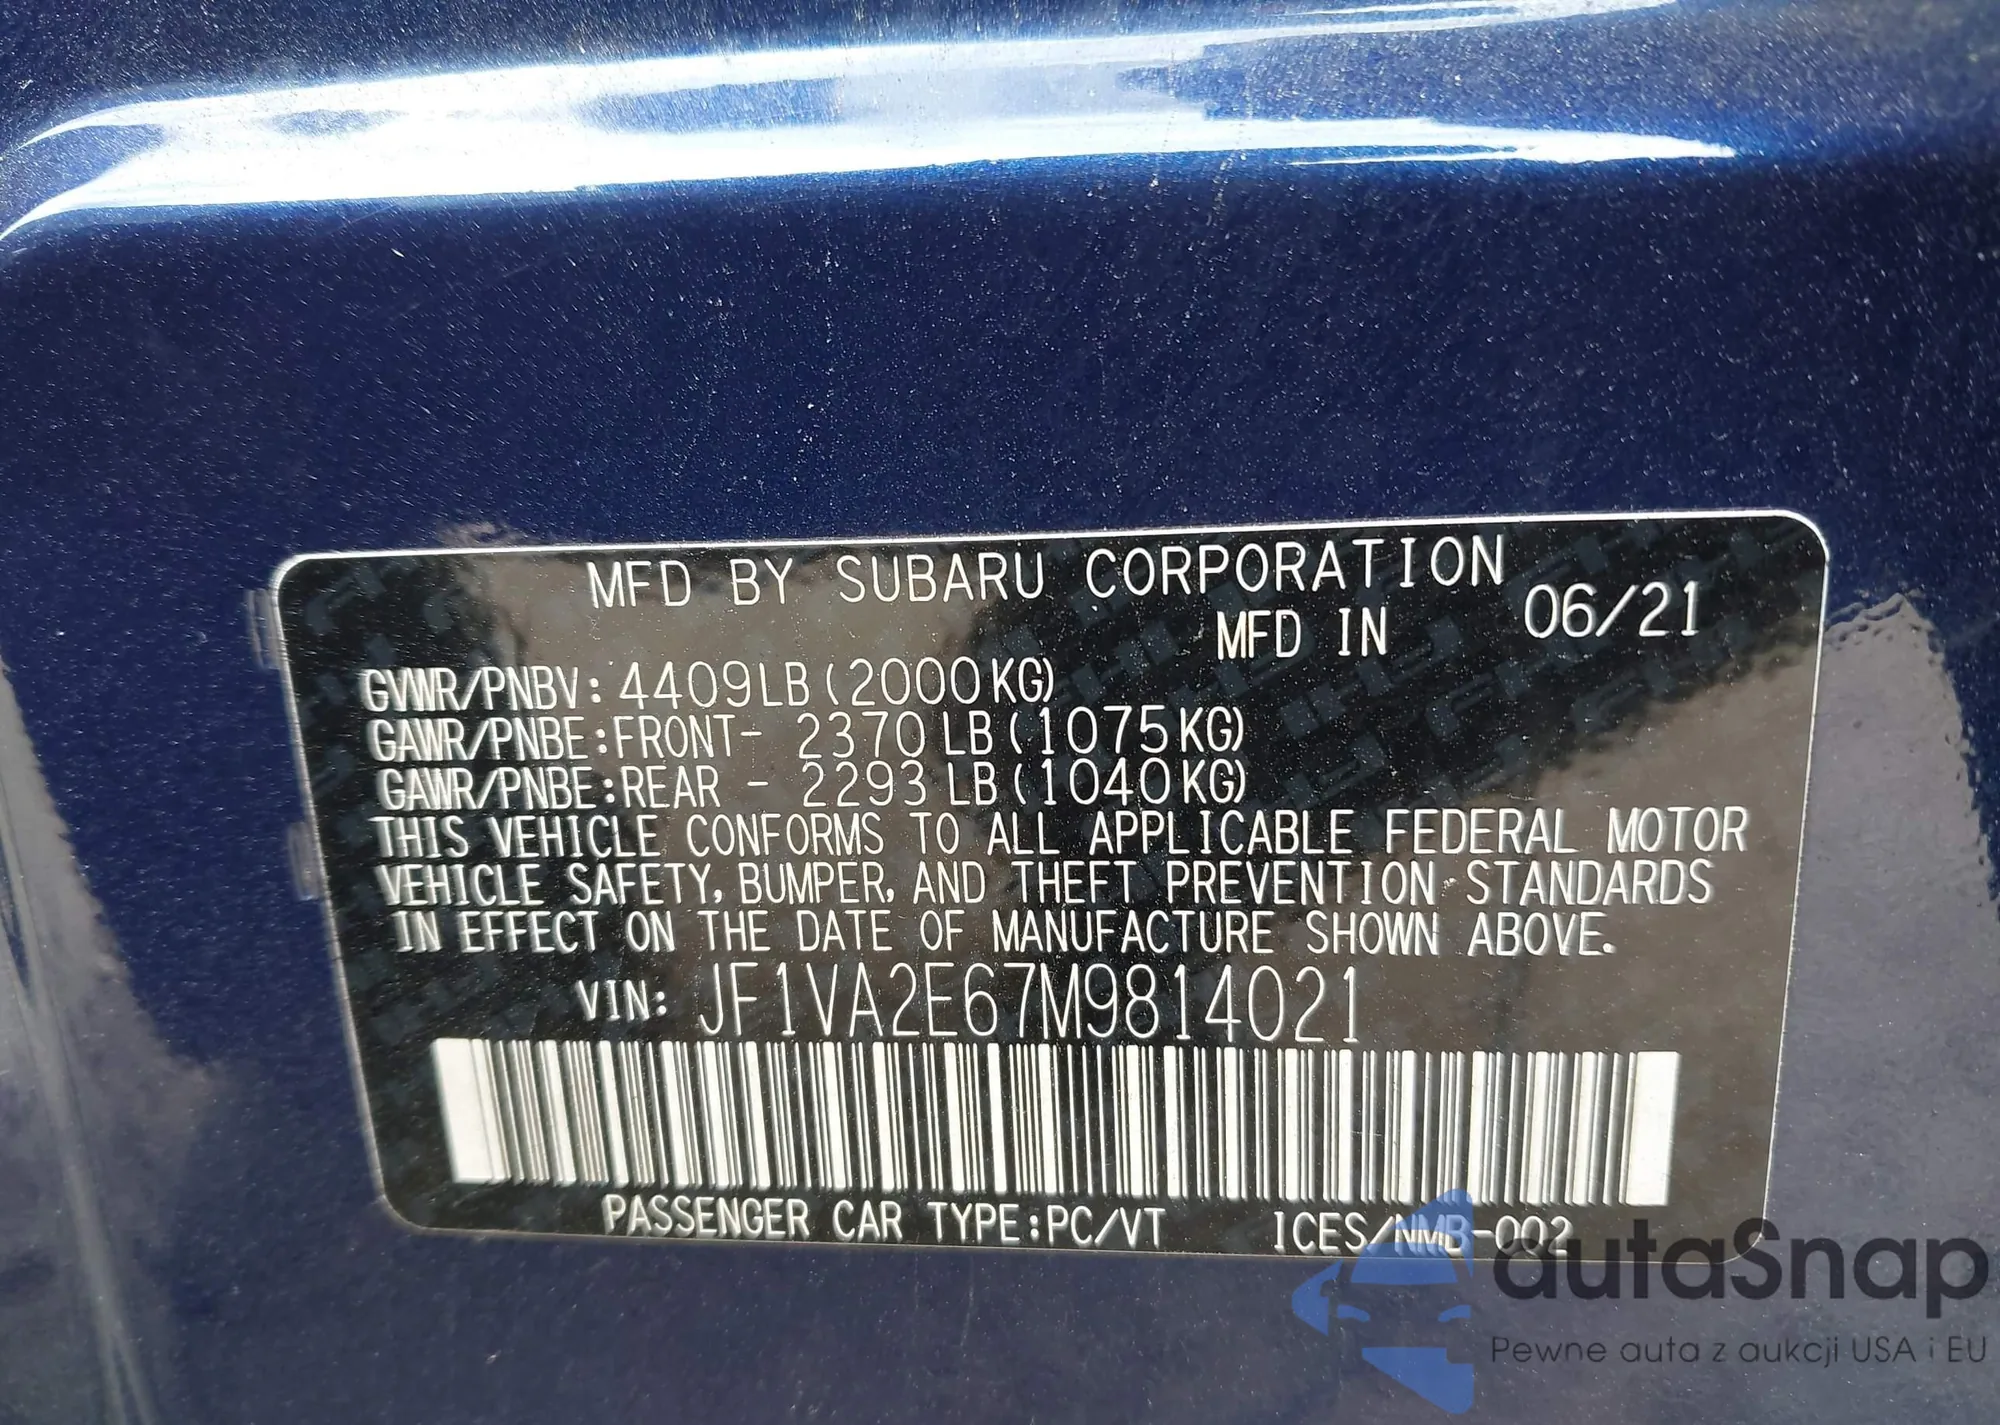 MFD BY SUBARU CORPORATION
MFD IN 06/21
GVWR/PNBV: 4409LB(2000KG)
GAWR/PNBE:FRONT- 2370 LB(1075KG)
GAWR/PNBE:REAR - 2293 LB(1040KG)
THIS VEHICLE CONFORMS TO ALL APPLICABLE FEDERAL MOTOR
VEHICLE SAFETY, BUMPER, AND THEFT PREVENTION STANDARDS
IN EFFECT ON THE DATE OF MANUFACTURE SHOWN ABOVE.
VIN: JF1VA2E67M9814021
PASSENGER CAR TYPE:PC/VT ICES/NMB-002
autaSnap
Pewne auta z aukcji USA i EU